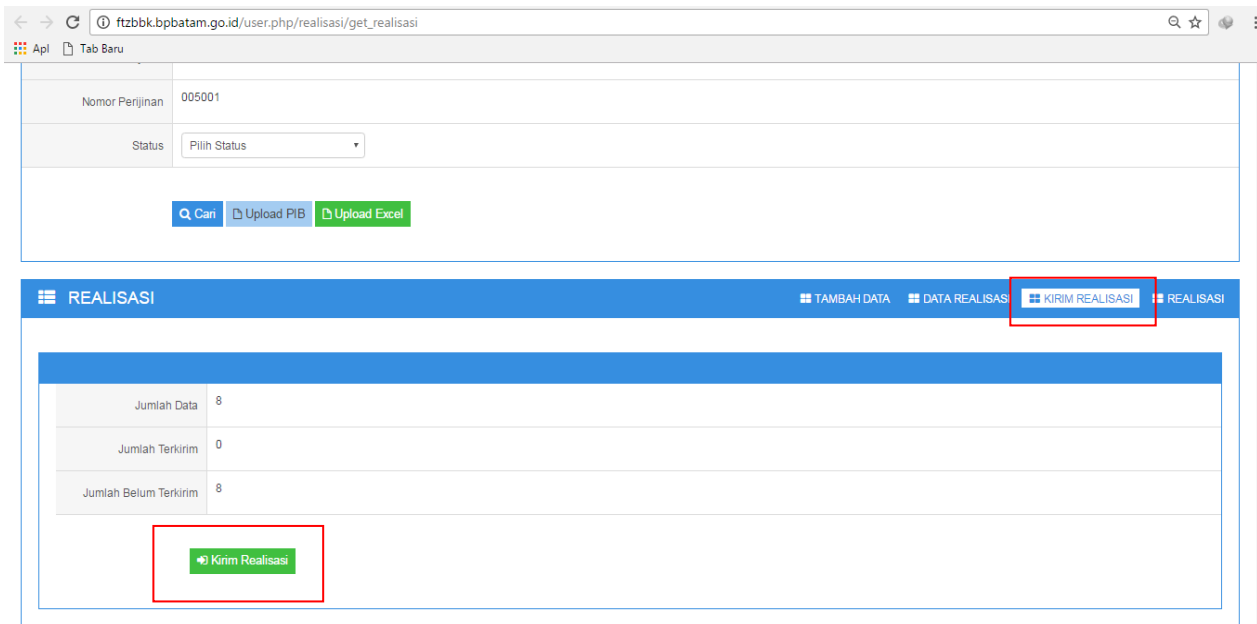 ftzbbk.bpbatam.go.id/user.php/realisasi/get_realisasi
Apl Tab Baru
Nomor Perijinan 005001
Status Pilih Status
Cari Upload PIB Upload Excel
REALISASI TAMBAH DATA DATA REALISASI KIRIM REALISASI REALISASI
Jumlah Data 8
Jumlah Terkirim 0
Jumlah Belum Terkirim 8
Kirim Realisasi